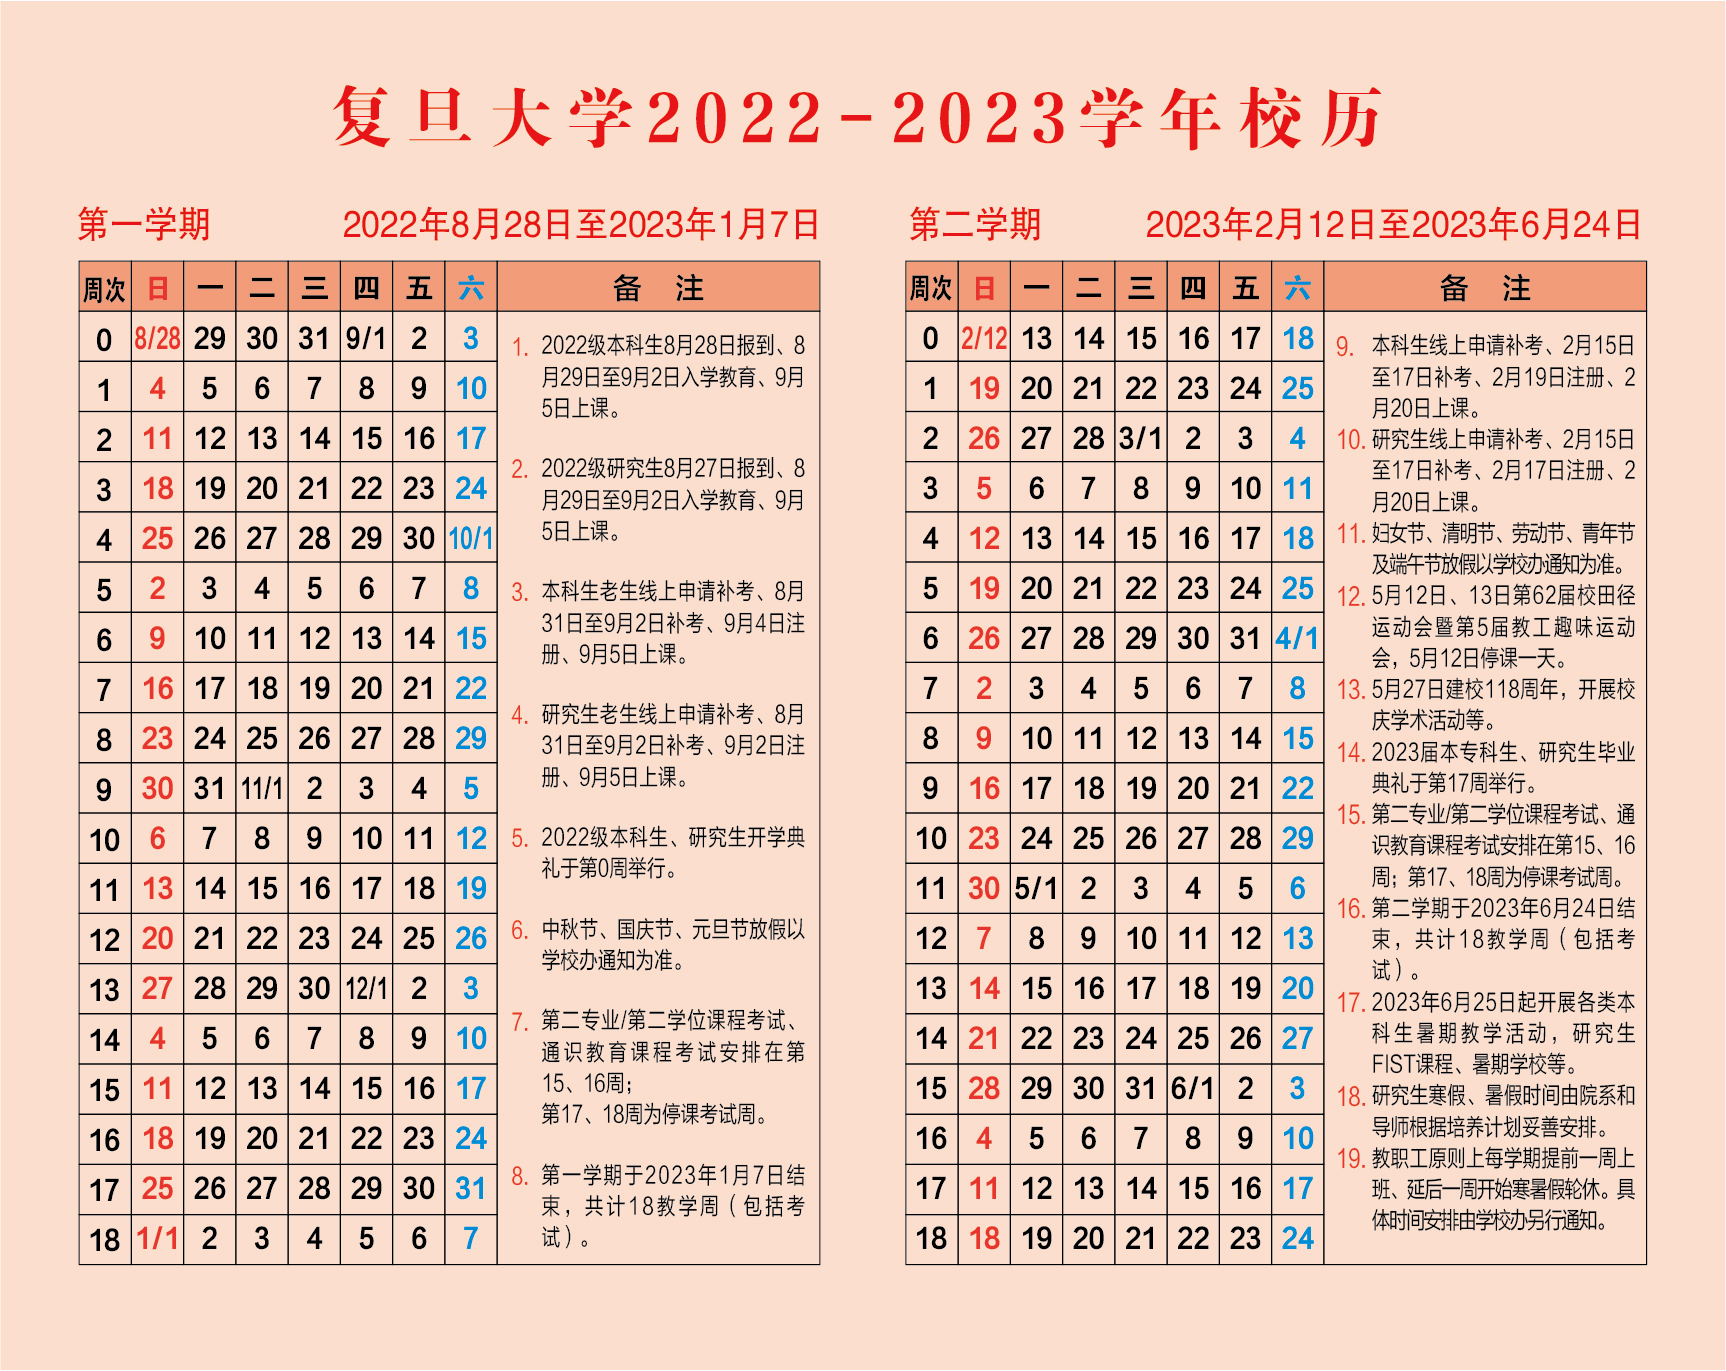 复旦大学2022-2023学年校历
第一学期 2022年8月28日至2023年1月7日
周次 日 一 二 三 四 五 六 备 注
0 8/28 29 30 31 9/1 2 3
1 4 5 6 7 8 9 10
2 11 12 13 14 15 16 17
3 18 19 20 21 22 23 24
4 25 26 27 28 29 30 10/1
5 2 3 4 5 6 7 8
6 9 10 11 12 13 14 15
7 16 17 18 19 20 21 22
8 23 24 25 26 27 28 29
9 30 31 11/1 2 3 4 5
10 6 7 8 9 10 11 12
11 13 14 15 16 17 18 19
12 20 21 22 23 24 25 26
13 27 28 29 30 12/1 2 3
14 4 5 6 7 8 9 10
15 11 12 13 14 15 16 17
16 18 19 20 21 22 23 24
17 25 26 27 28 29 30 31
18 1/1 2 3 4 5 6 7
1. 2022级本科生8月28日报到、8
月29日至9月2日入学教育、9月
5日上课。
2. 2022级研究生8月27日报到、8
月29日至9月2日入学教育、9月
5日上课。
3. 本科生老生线上申请补考、8月
31日至9月2日补考、9月4日注
册、9月5日上课。
4. 研究生老生线上申请补考、8月
31日至9月2日补考、9月2日注
册、9月5日上课。
5. 2022级本科生、研究生开学典
礼于第0周举行。
6. 中秋节、国庆节、元旦节放假以
学校办通知为准。
7. 第二专业/第二学位课程考试、
通识教育课程考试安排在第
15、16周；
第17、18周为停课考试周。
8. 第一学期于2023年1月7日结
束，共计18教学周（包括考
试）。
第二学期 2023年2月12日至2023年6月24日
周次 日 一 二 三 四 五 六 备 注
0 2/12 13 14 15 16 17 18
1 19 20 21 22 23 24 25
2 26 27 28 3/1 2 3 4
3 5 6 7 8 9 10 11
4 12 13 14 15 16 17 18
5 19 20 21 22 23 24 25
6 26 27 28 29 30 31 4/1
7 2 3 4 5 6 7 8
8 9 10 11 12 13 14 15
9 16 17 18 19 20 21 22
10 23 24 25 26 27 28 29
11 30 5/1 2 3 4 5 6
12 7 8 9 10 11 12 13
13 14 15 16 17 18 19 20
14 21 22 23 24 25 26 27
15 28 29 30 31 6/1 2 3
16 4 5 6 7 8 9 10
17 11 12 13 14 15 16 17
18 18 19 20 21 22 23 24
9. 本科生线上申请补考、2月15日
至17日补考、2月19日注册、2
月20日上课。
10. 研究生线上申请补考、2月15日
至17日补考、2月17日注册、2
月20日上课。
11. 妇女节、清明节、劳动节、青年节
及端午节放假以学校办通知为准。
12. 5月12日、13日第62届校田径
运动会暨第5届教工趣味运动
会，5月12日停课一天。
13. 5月27日建校118周年，开展校
庆学术活动等。
14. 2023届本专科生、研究生毕业
典礼于第17周举行。
15. 第二专业/第二学位课程考试、通
识教育课程考试安排在第15、16
周；第17、18周为停课考试周。
16. 第二学期于2023年6月24日结
束，共计18教学周（包括考
试）。
17. 2023年6月25日起开展各类本
科生暑期教学活动，研究生
FIST课程、暑期学校等。
18. 研究生寒假、暑假时间由院系和
导师根据培养计划妥善安排。
19. 教职工原则上每学期提前一周上
班、延后一周开始寒暑假轮休。具
体时间安排由学校办另行通知。